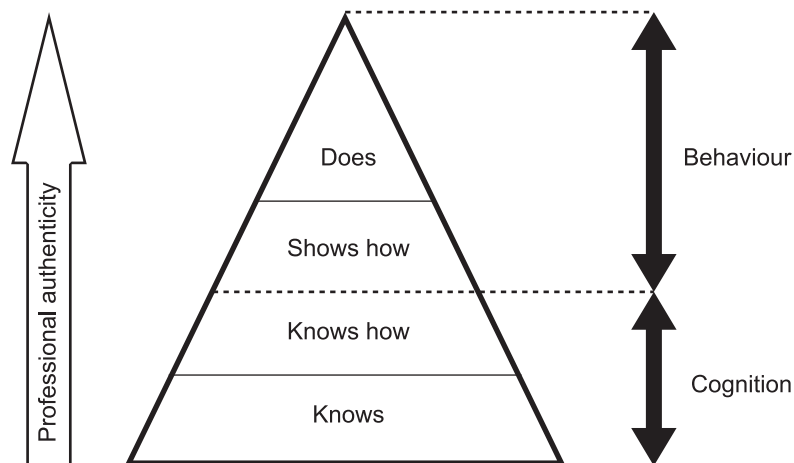 Professional authenticity
Does
Shows how
Knows how
Knows
Behaviour
Cognition